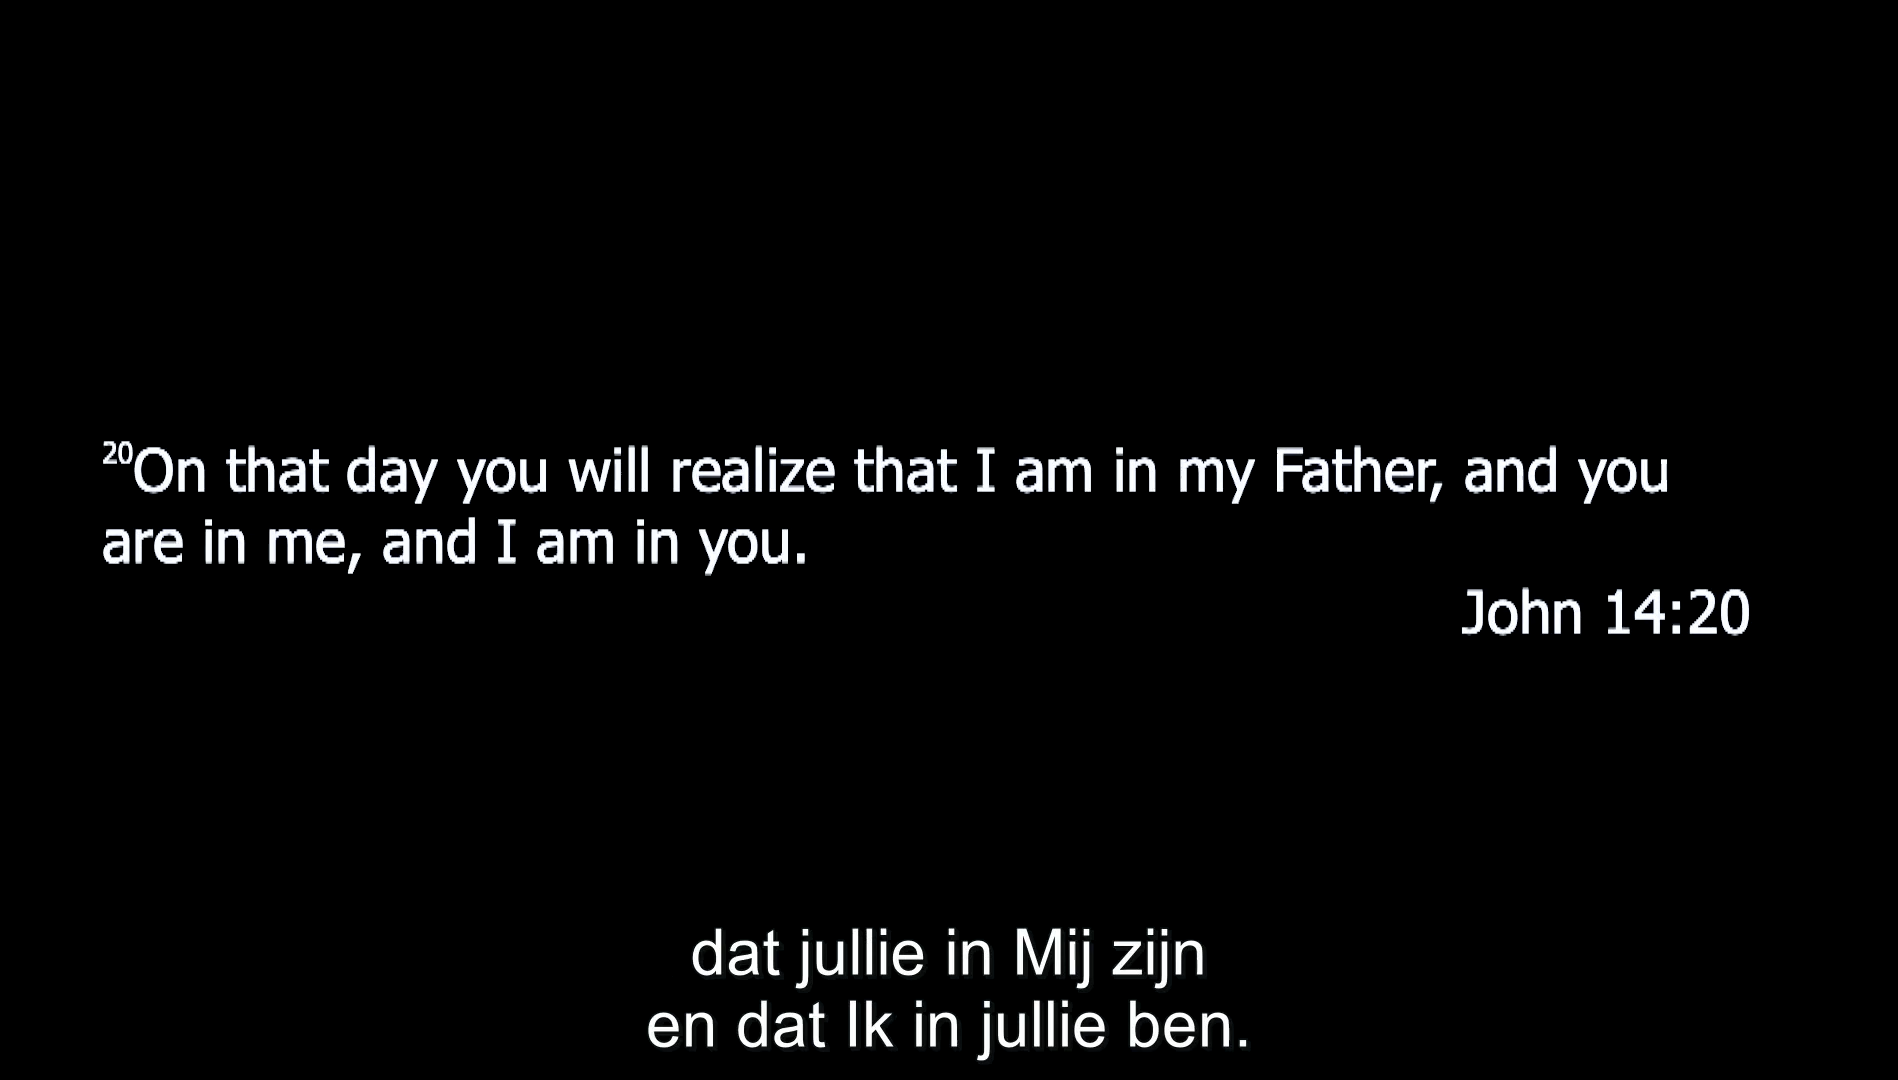 20On that day you will realize that I am in my Father, and you
are in me, and I am in you.
John 14:20
dat jullie in Mij zijn
en dat Ik in jullie ben.